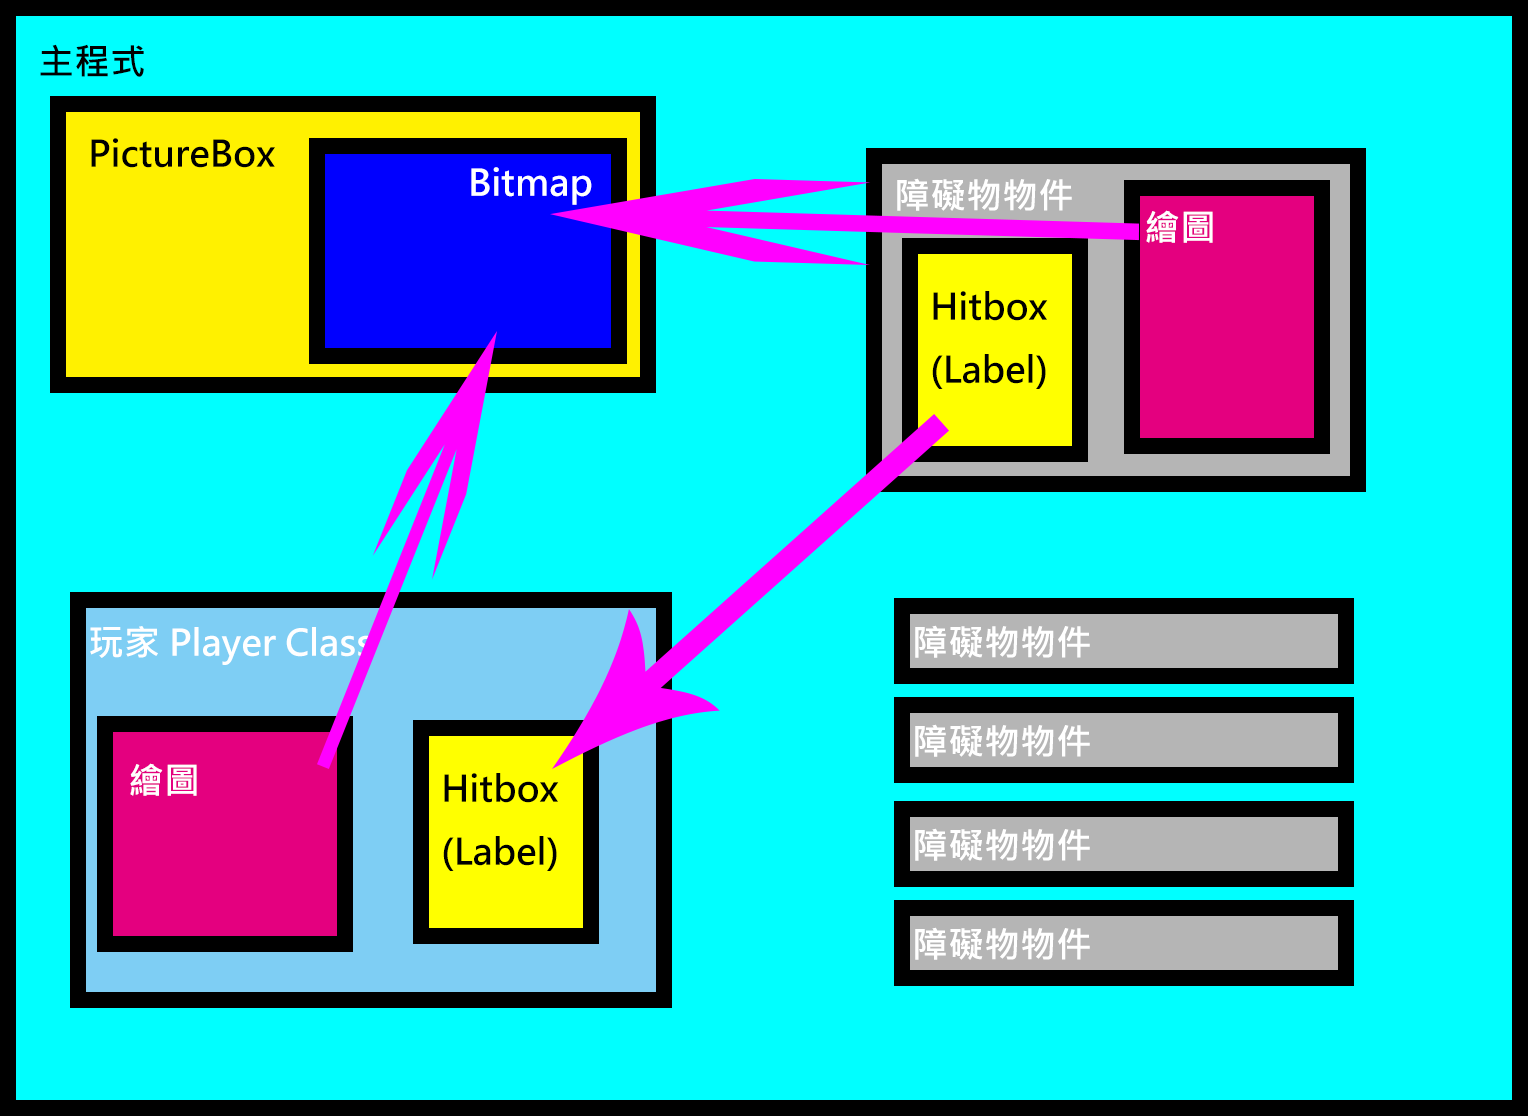 主程式
PictureBox
Bitmap
障礙物物件
繪圖
Hitbox
(Label)
玩家 Player Class
繪圖
Hitbox
(Label)
障礙物物件
障礙物物件
障礙物物件
障礙物物件